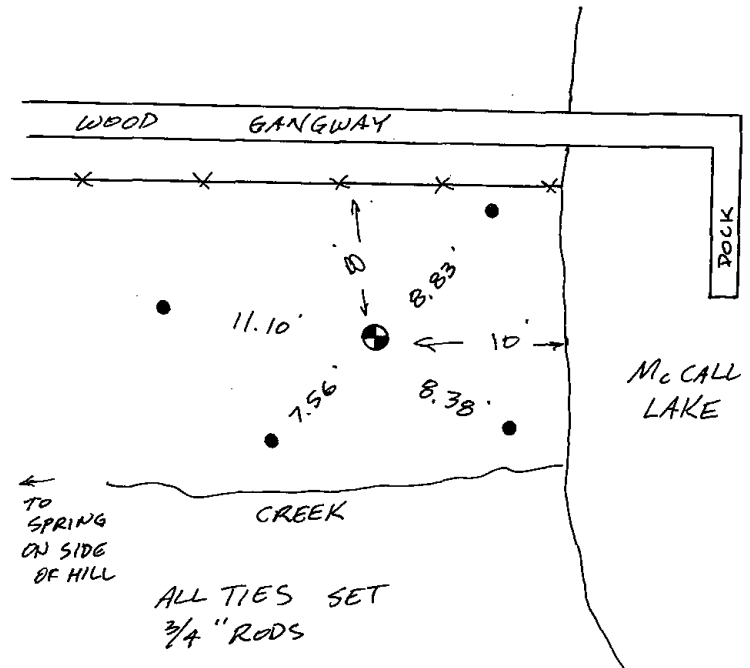 WOOD GANGWAY
DOCK
8'
8.83'
11.10'
10'
7.56'
8.38'
McCALL
LAKE
CREEK
TO
SPRING
ON SIDE
OF HILL
ALL TIES SET
3/4" RODS